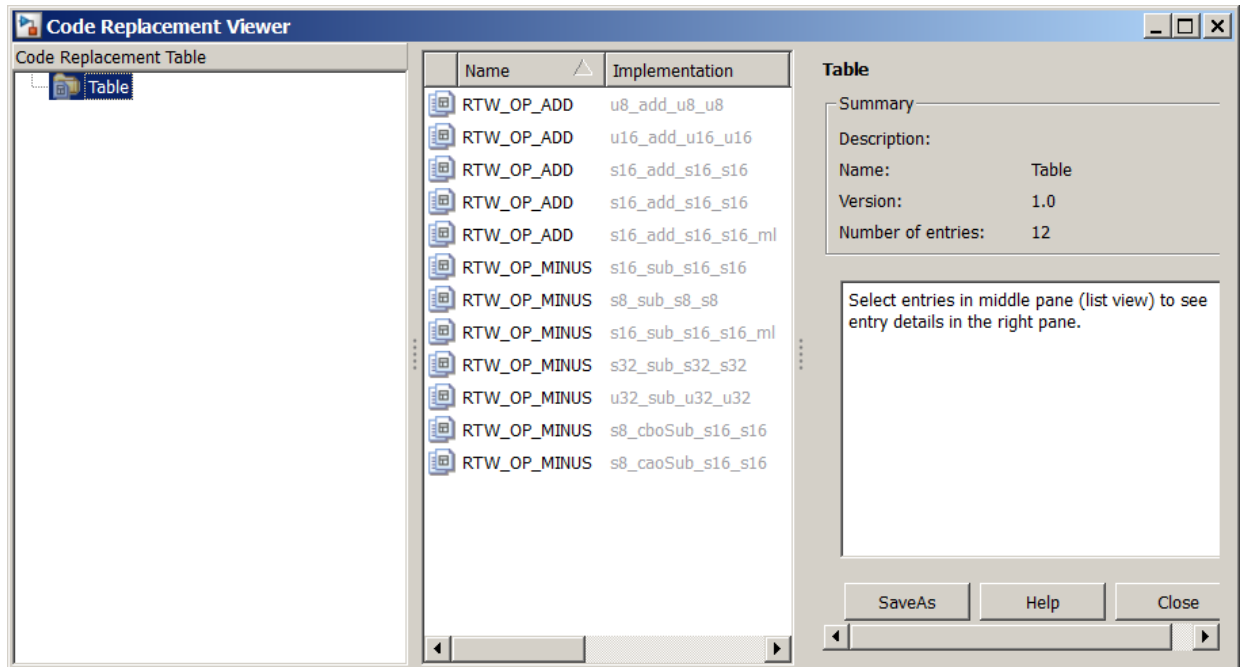 Code Replacement Viewer
Code Replacement Table
Table
Name Implementation
RTW_OP_ADD u8_add_u8_u8
RTW_OP_ADD u16_add_u16_u16
RTW_OP_ADD s16_add_s16_s16
RTW_OP_ADD s16_add_s16_s16
RTW_OP_ADD s16_add_s16_s16_ml
RTW_OP_MINUS s16_sub_s16_s16
RTW_OP_MINUS s8_sub_s8_s8
RTW_OP_MINUS s16_sub_s16_s16_ml
RTW_OP_MINUS s32_sub_s32_s32
RTW_OP_MINUS u32_sub_u32_u32
RTW_OP_MINUS s8_cboSub_s16_s16
RTW_OP_MINUS s8_caoSub_s16_s16
Table
Summary
Description:
Name: Table
Version: 1.0
Number of entries: 12
Select entries in middle pane (list view) to see
entry details in the right pane.
SaveAs Help Close